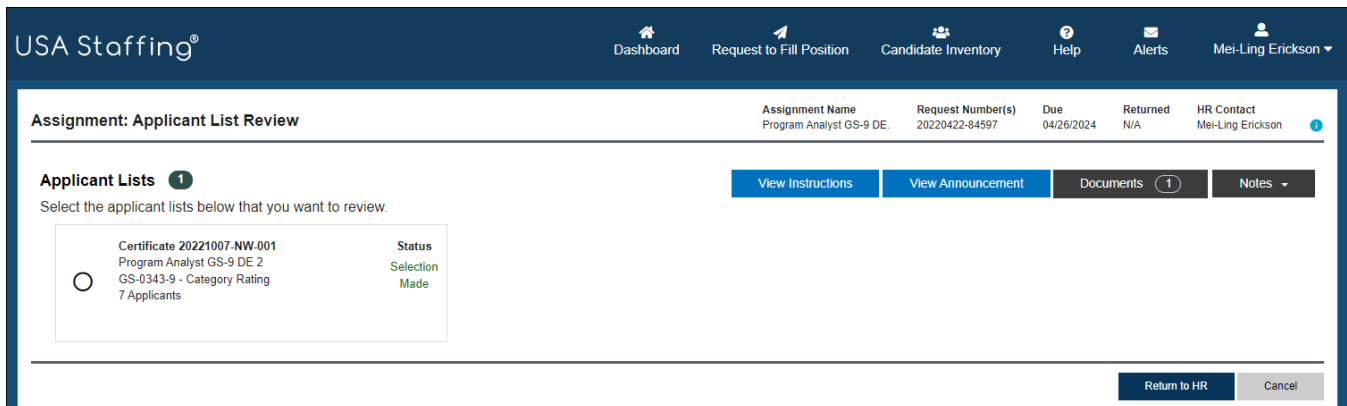 USA Staffing®
Dashboard
Request to Fill Position
Candidate Inventory
Help
Alerts
Mei-Ling Erickson
Assignment: Applicant List Review
Assignment Name
Program Analyst GS-9 DE.
Request Number(s)
20220422-84597
Due
04/26/2024
Returned
N/A
HR Contact
Mei-Ling Erickson
Applicant Lists 1
View Instructions
View Announcement
Documents 1
Notes
Select the applicant lists below that you want to review.
Certificate 20221007-NW-001
Program Analyst GS-9 DE 2
GS-0343-9 - Category Rating
7 Applicants
Status
Selection
Made
Return to HR
Cancel